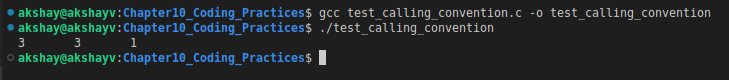 akshay@akshayv:Chapter10_Coding_Practices$ gcc test_calling_convention.c -o test_calling_convention
akshay@akshayv:Chapter10_Coding_Practices$ ./test_calling_convention
3 3 1
akshay@akshayv:Chapter10_Coding_Practices$